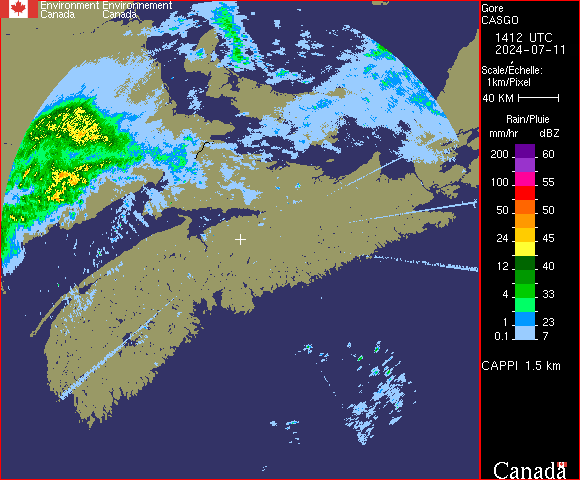 Environment Environnement
Canada Canada
Gore
CASGO
1412 UTC
2024-07-11
Scale/Échelle:
1km/Pixel
40 KM
Rain/Pluie
mm/hr dBZ
200 60
100 55
50 50
24 45
12 40
4 33
1 23
0.1 7
CAPPI 1.5 km
Canada